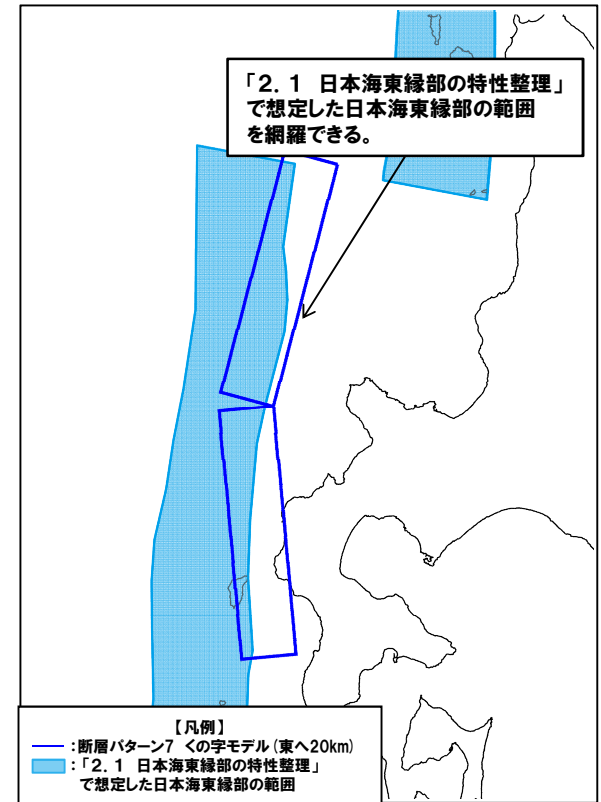 「2．1　日本海東縁部の特性整理」
で想定した日本海東縁部の範囲
を網羅できる。
【凡例】
：断層パターン7　くの字モデル（東へ20km）
：「2．1　日本海東縁部の特性整理」
で想定した日本海東縁部の範囲